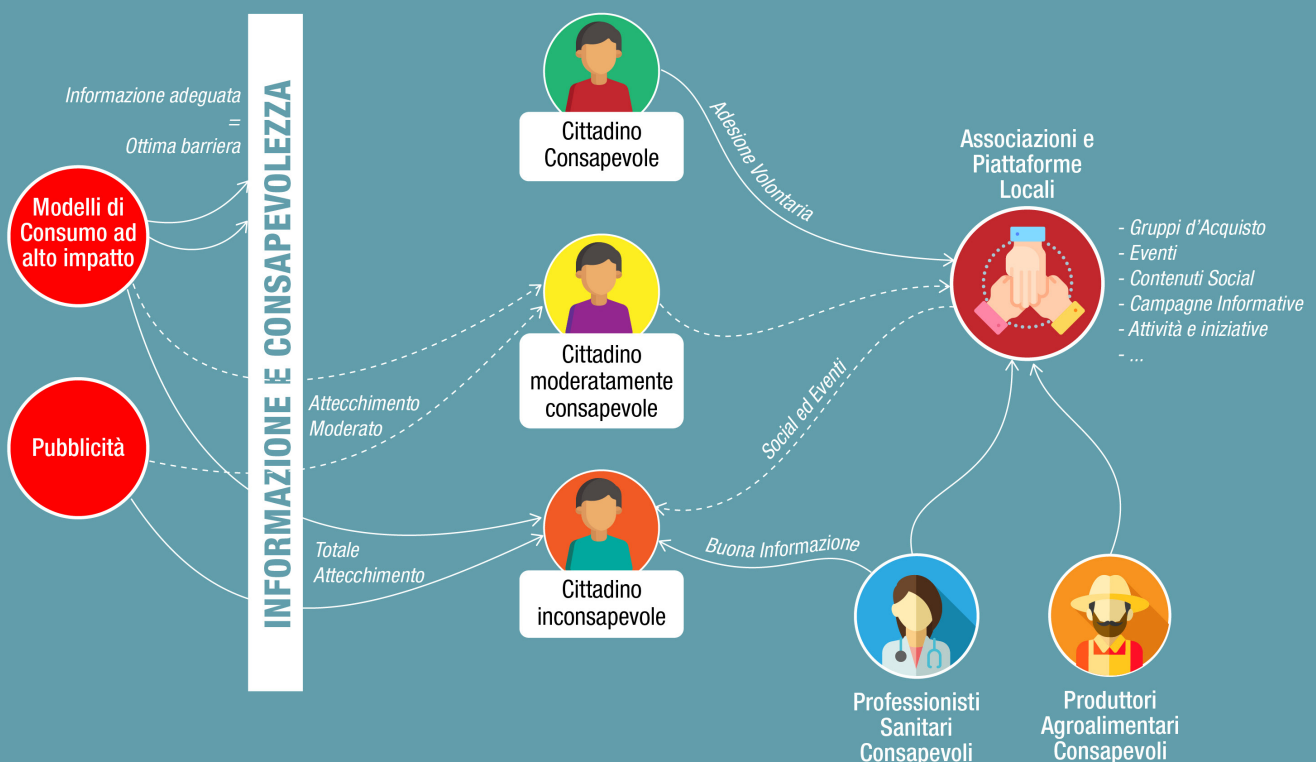 Informazione adeguata
=
Ottima barriera
Modelli di
Consumo ad
alto impatto
Pubblicità
INFORMAZIONE E CONSAPEVOLEZZA
Attecchimento
Moderato
Totale
Attecchimento
Cittadino
Consapevole
Cittadino
moderatamente
consapevole
Cittadino
inconsapevole
Adesione Volontaria
Social ed Eventi
Buona Informazione
Associazioni e
Piattaforme
Locali
- Gruppi d'Acquisto
- Eventi
- Contenuti Social
- Campagne Informative
- Attività e iniziative
- ...
Professionisti
Sanitari
Consapevoli
Produttori
Agroalimentari
Consapevoli